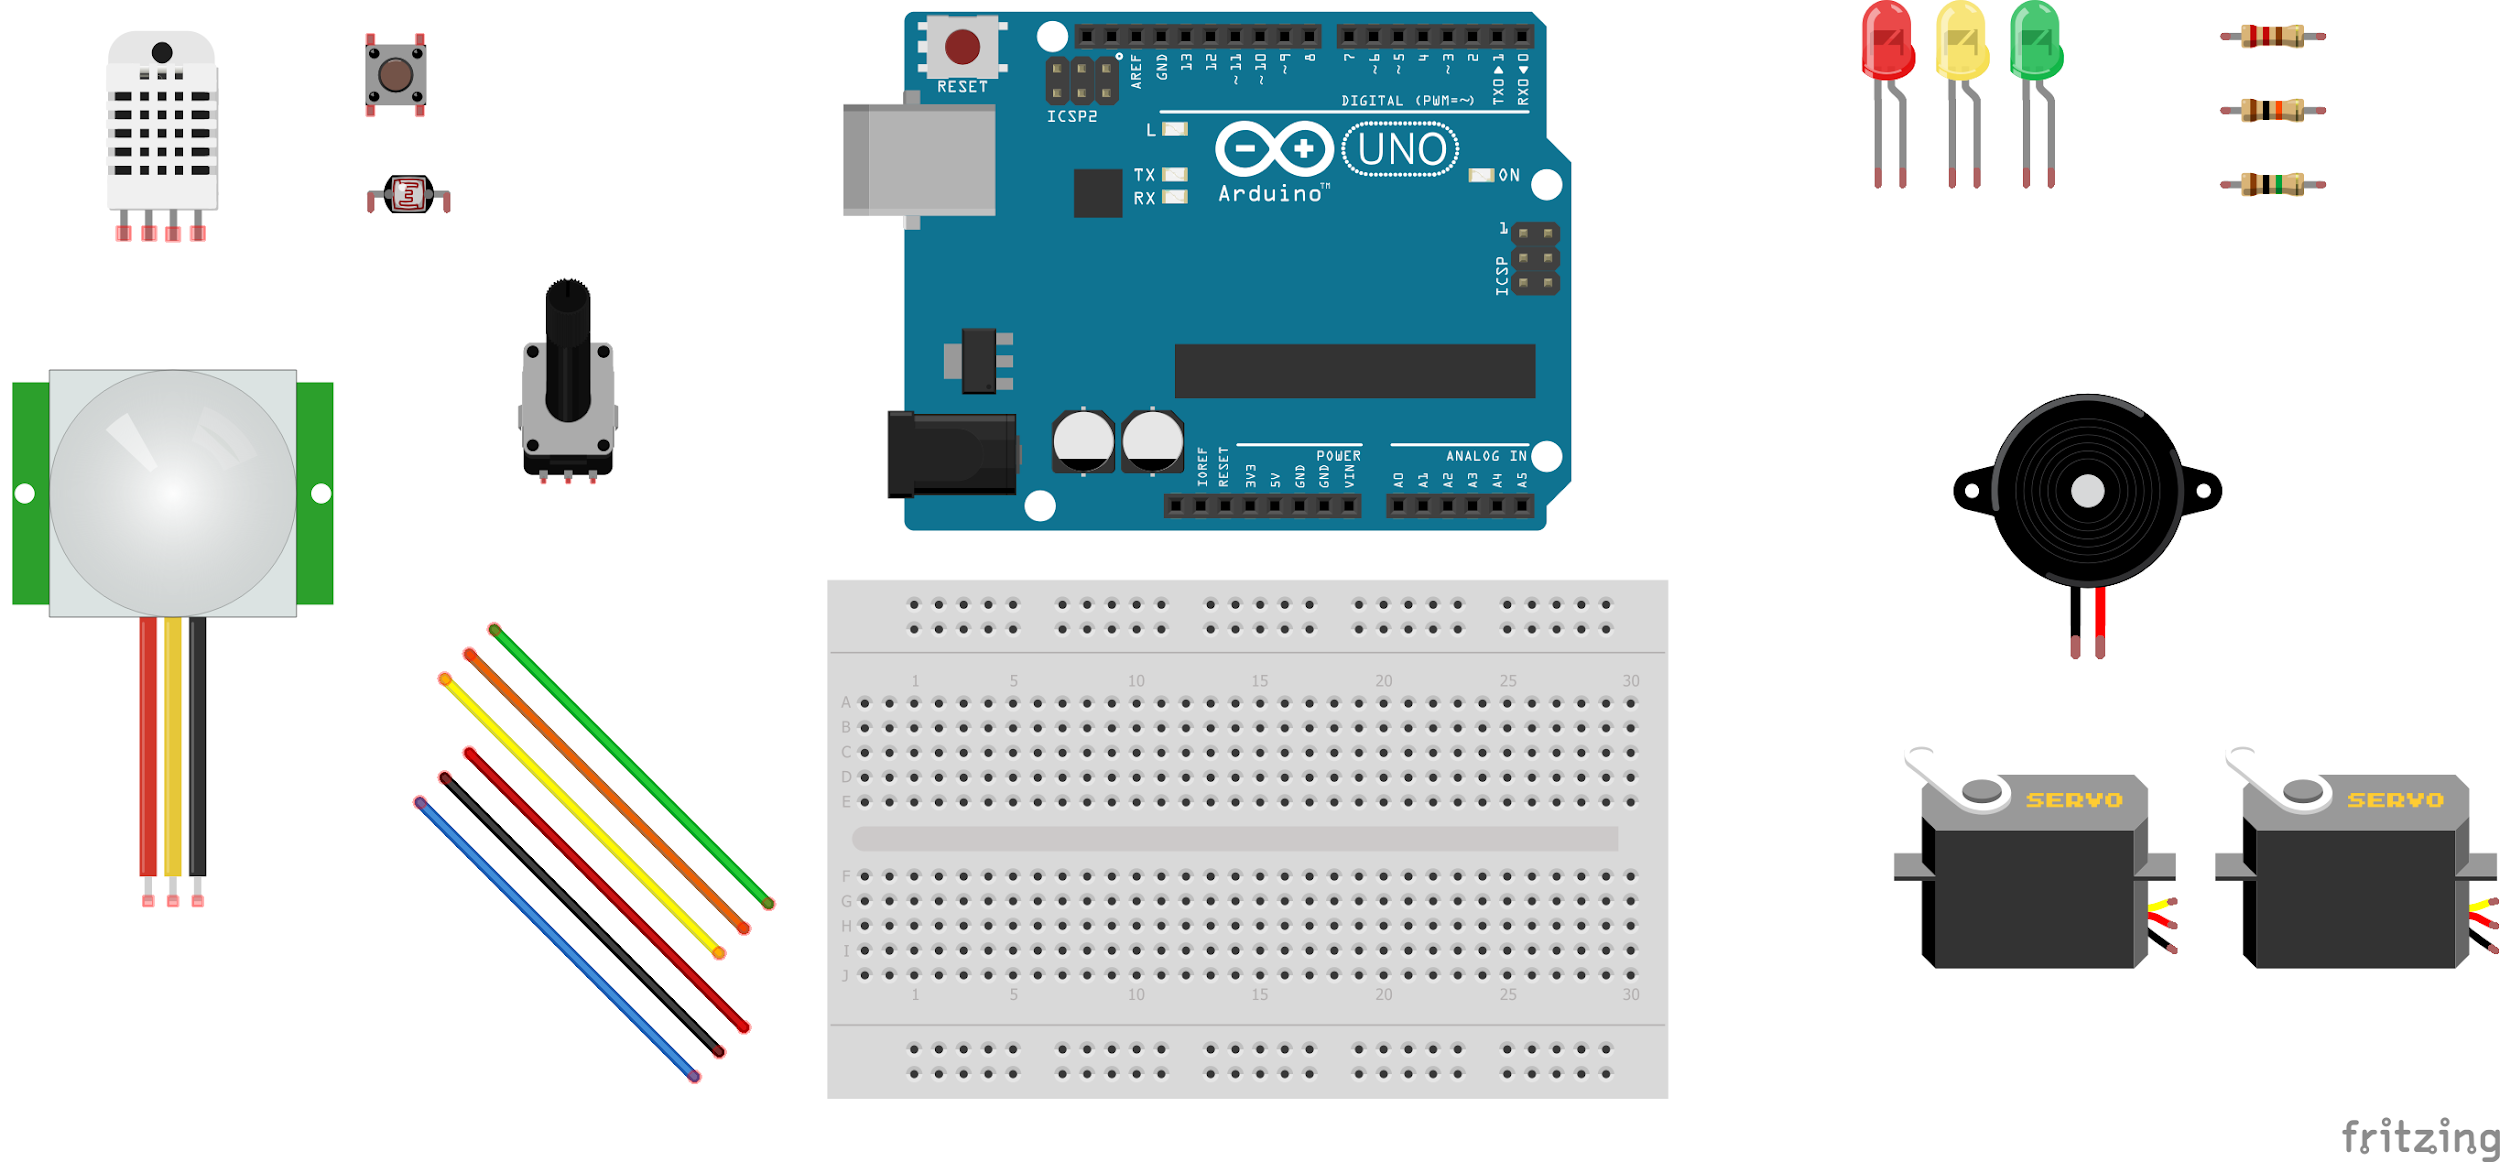 RESET
ICSP2
AREF
GND
13
12
~11
~10
~9
8
7
~6
~5
4
~3
2
TX0▶1
RX0◀0
DIGITAL (PWM=~)
L
TX
RX
UNO
Arduino™
ON
1
ICSP
POWER
ANALOG IN
IOREF
RESET
3V3
5V
GND
GND
VIN
A0
A1
A2
A3
A4
A5
1 5 10 15 20 25 30
A
B
C
D
E
F
G
H
I
J
1 5 10 15 20 25 30
SERVO
SERVO
fritzing